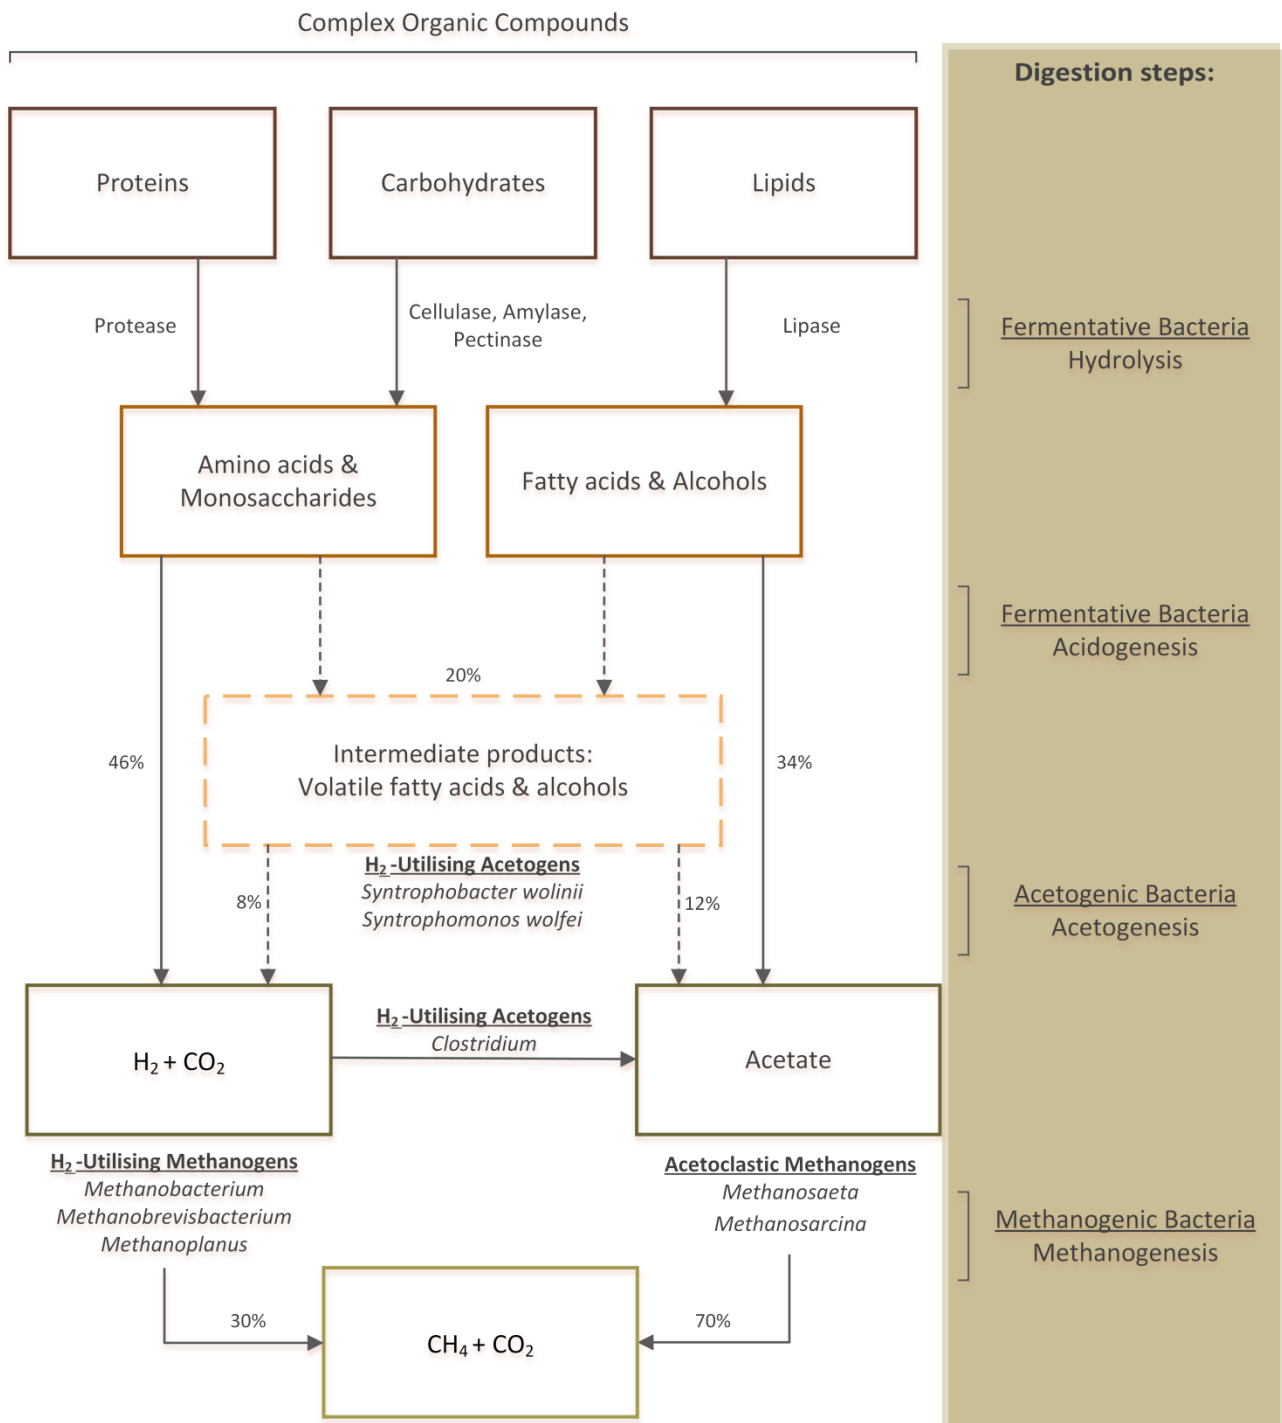 Complex Organic Compounds
Digestion steps:
Proteins
Carbohydrates
Lipids
Protease
Cellulase, Amylase,
Pectinase
Lipase
Fermentative Bacteria
Hydrolysis
Amino acids &
Monosaccharides
Fatty acids & Alcohols
Fermentative Bacteria
Acidogenesis
20%
46%
Intermediate products:
Volatile fatty acids & alcohols
34%
8%
H₂-Utilising Acetogens
Syntrophobacter wolinii
Syntrophomonos wolfei
12%
Acetogenic Bacteria
Acetogenesis
H₂ + CO₂
H₂-Utilising Acetogens
Clostridium
Acetate
H₂-Utilising Methanogens
Methanobacterium
Methanobrevisbacterium
Methanoplanus
Acetoclastic Methanogens
Methanosaeta
Methanosarcina
Methanogenic Bacteria
Methanogenesis
30%
CH₄ + CO₂
70%